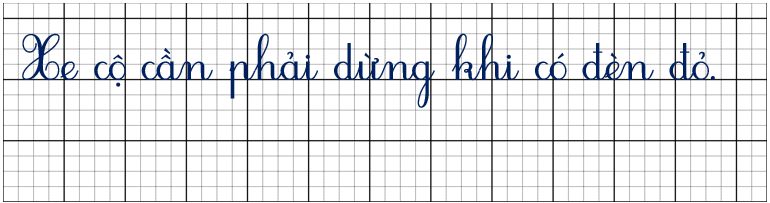 Xe cộ cần phải dừng khi có đèn đỏ.